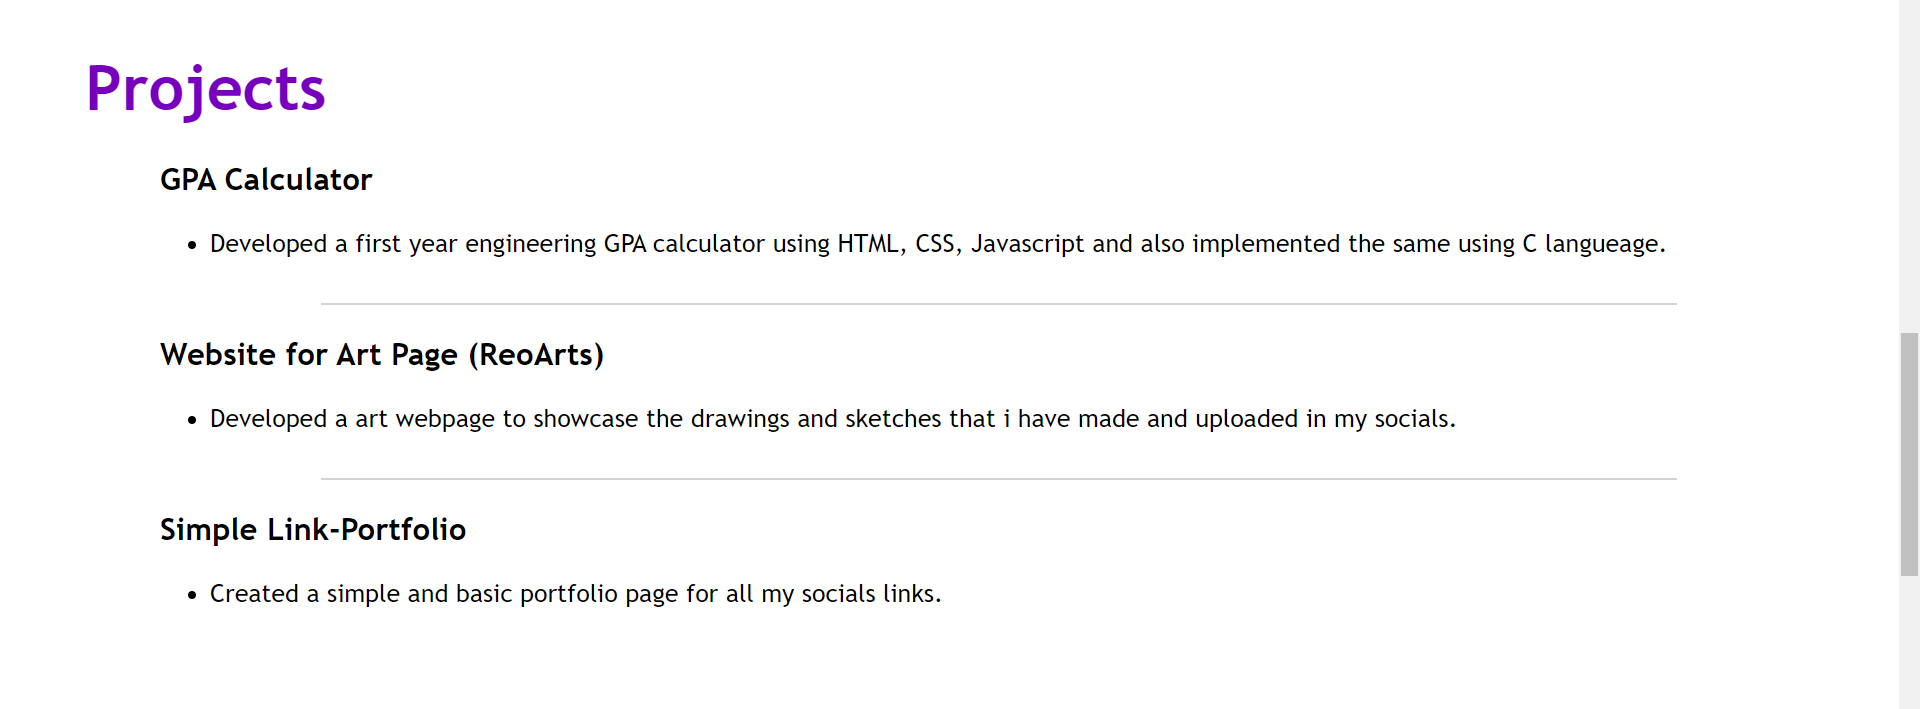 Projects
GPA Calculator
• Developed a first year engineering GPA calculator using HTML, CSS, Javascript and also implemented the same using C langueage.
Website for Art Page (ReoArts)
• Developed a art webpage to showcase the drawings and sketches that i have made and uploaded in my socials.
Simple Link-Portfolio
• Created a simple and basic portfolio page for all my socials links.